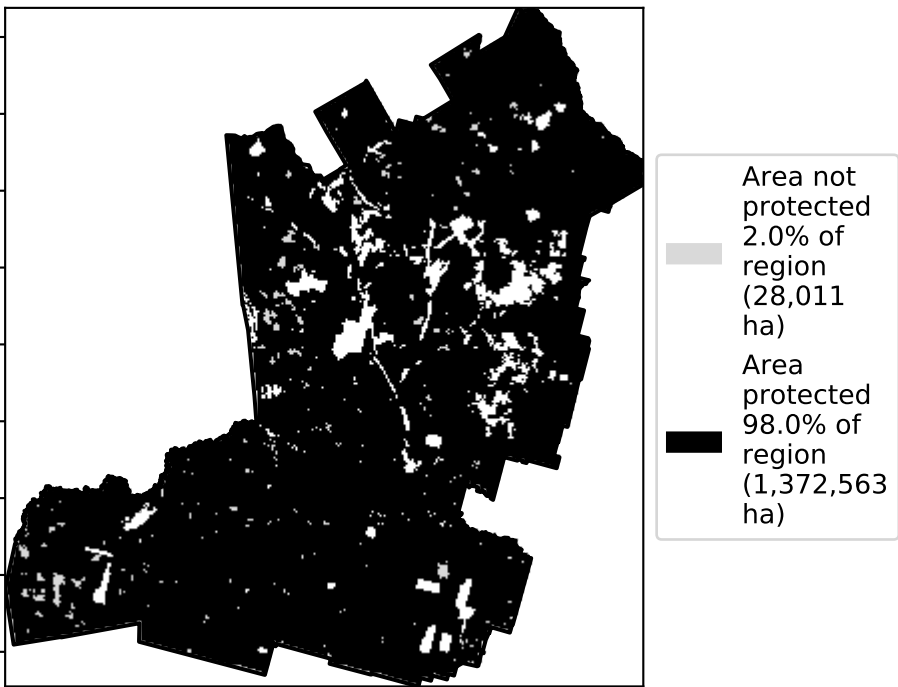 Area not
protected
2.0% of
region
(28,011
ha)
Area
protected
98.0% of
region
(1,372,563
ha)